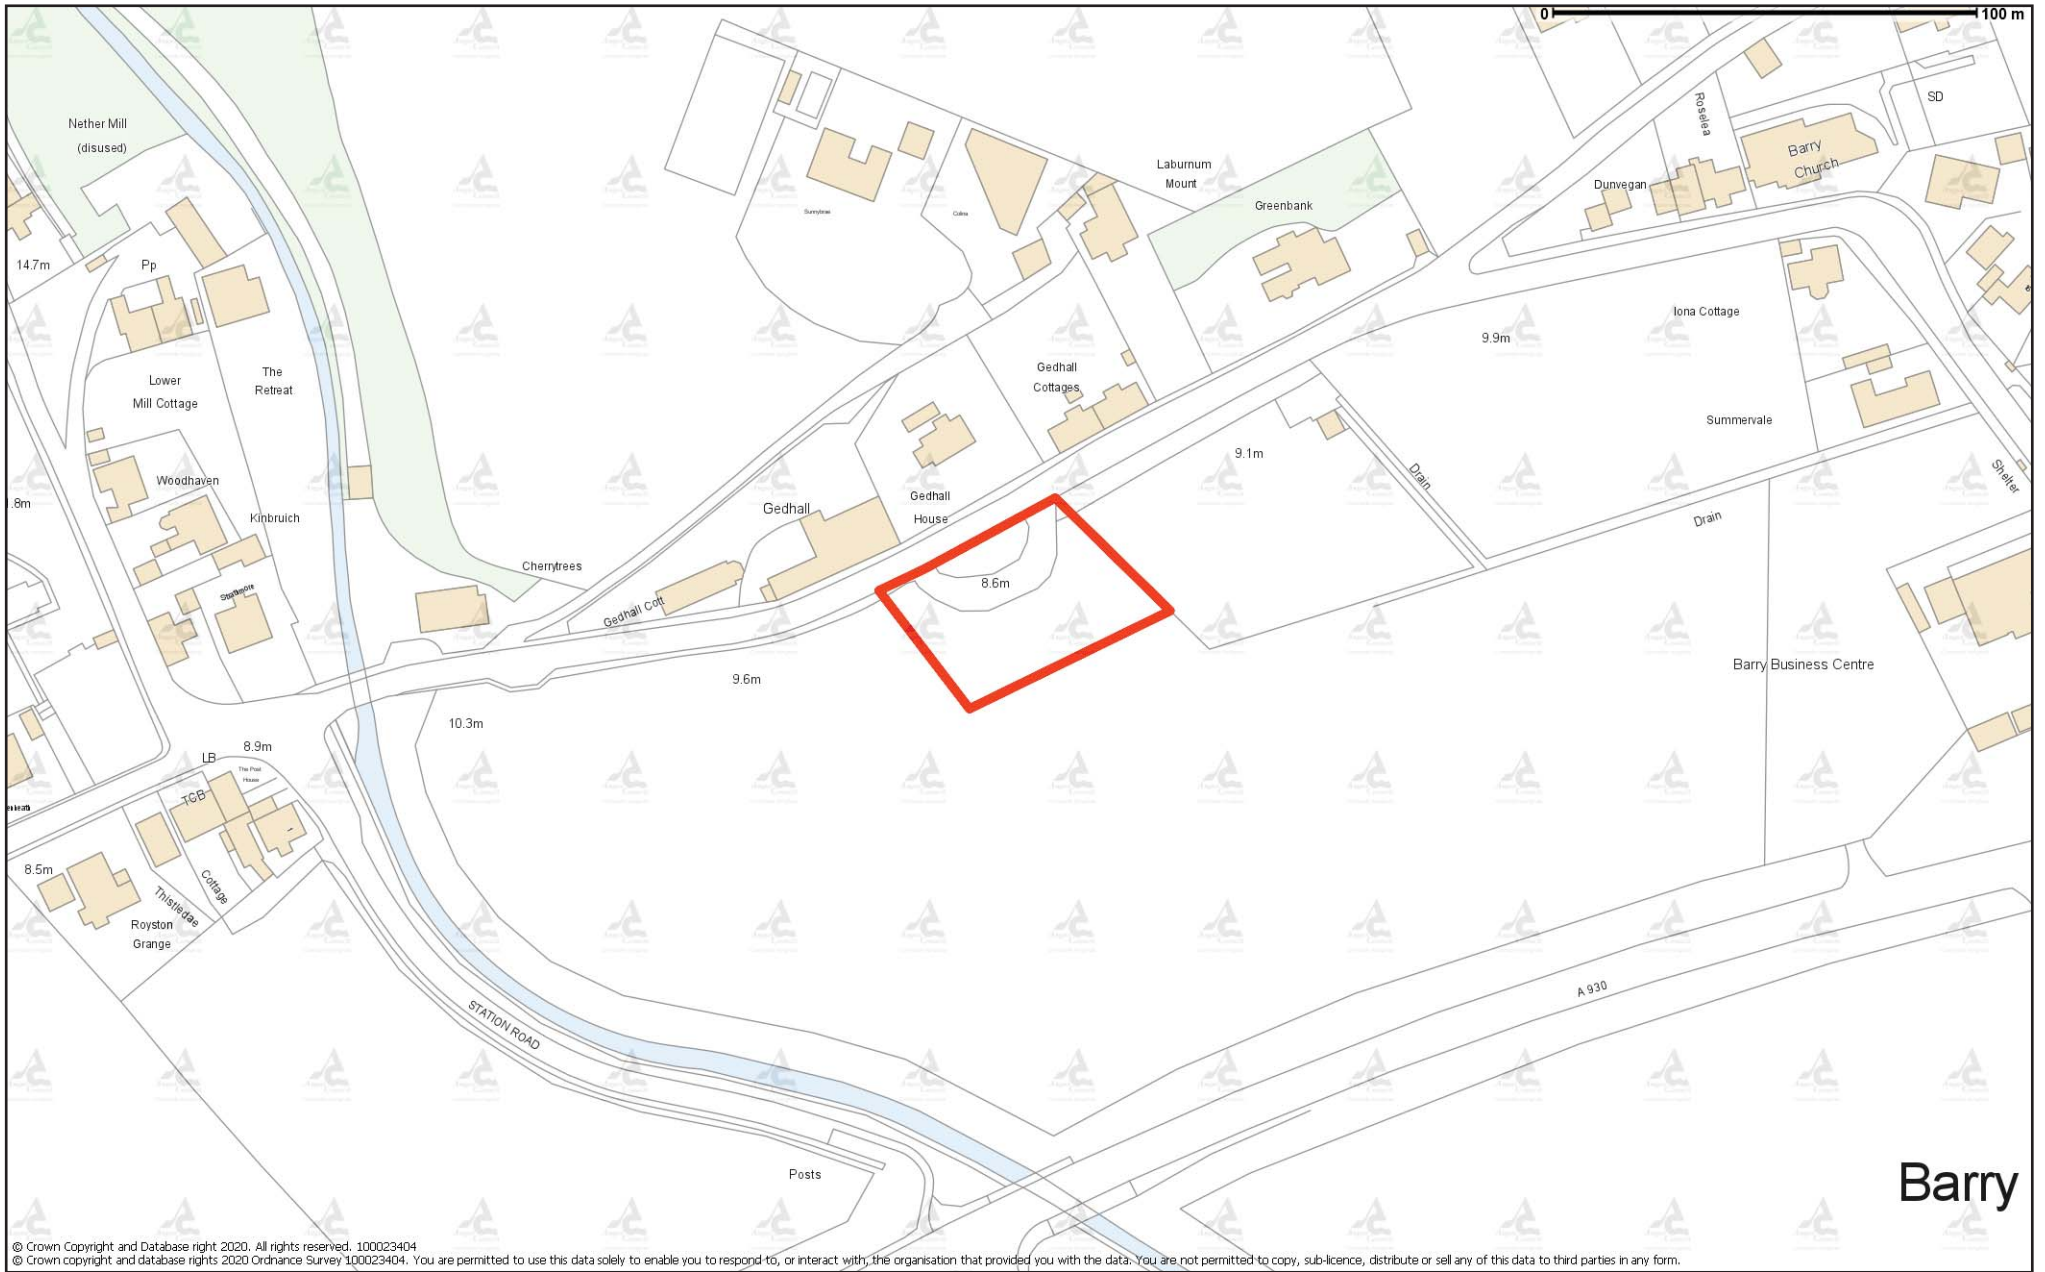 0
100 m
Nether Mill
(disused)
SD
Roselea
Barry
Church
Laburnum
Mount
Dunvegan
Greenbank
Sunnybrae
14.7m
Pp
Iona Cottage
9.9m
Gedhall
Cottages
The
Retreat
Lower
Mill Cottage
Summervale
9.1m
Drain
Shelter
Woodhaven
.8m
Gedhall
Gedhall
House
Kinbruich
Drain
Cherrytrees
8.6m
Strathmore
Gedhall Cott
Barry Business Centre
9.6m
10.3m
8.9m
LB
The Post
House
TCB
8.5m
Cottage
Thistledae
Royston
Grange
A 930
STATION ROAD
Posts
Barry
© Crown Copyright and Database right 2020. All rights reserved. 100023404
© Crown copyright and database rights 2020 Ordnance Survey 100023404. You are permitted to use this data solely to enable you to respond to, or interact with, the organisation that provided you with the data. You are not permitted to copy, sub-licence, distribute or sell any of this data to third parties in any form.